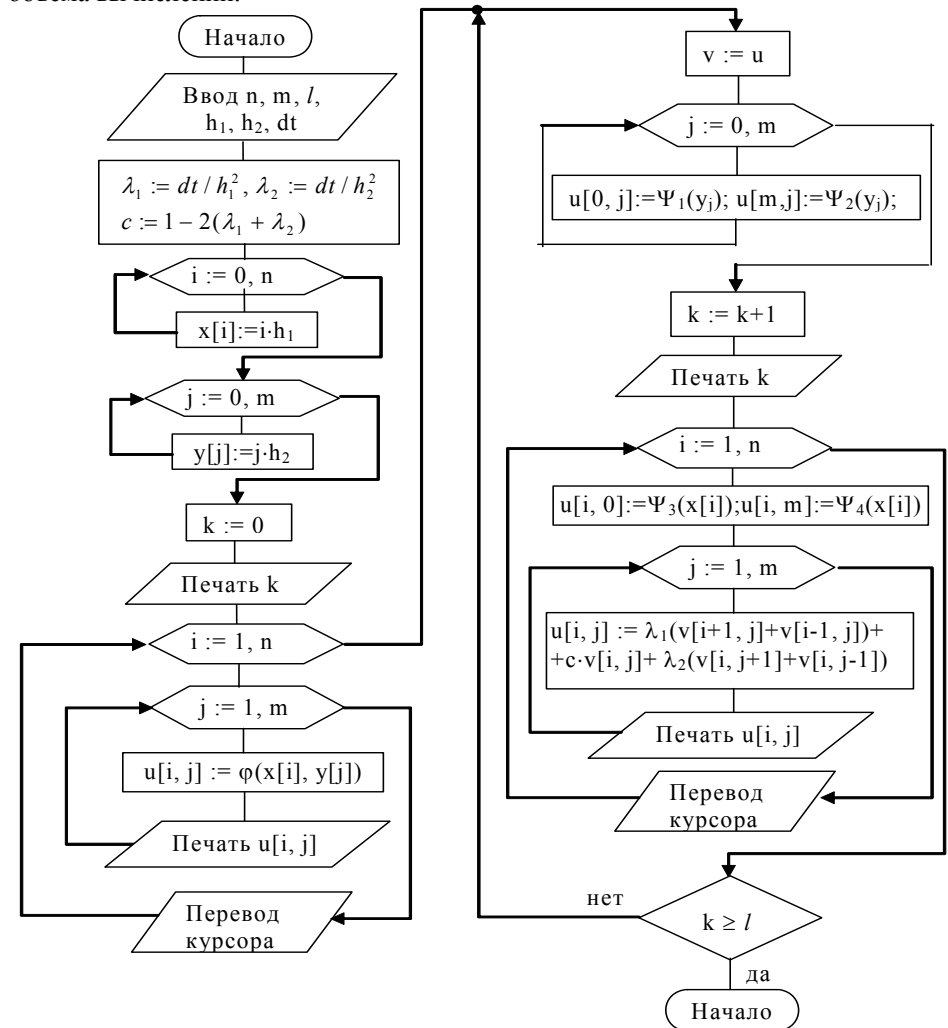 Начало
Ввод n, m, l,
h₁, h₂, dt
λ₁ := dt / h₁², λ₂ := dt / h₂²
c := 1 − 2(λ₁ + λ₂)
i := 0, n
x[i]:=i·h₁
j := 0, m
y[j]:=j·h₂
k := 0
Печать k
i := 1, n
j := 1, m
u[i, j] := φ(x[i], y[j])
Печать u[i, j]
Перевод
курсора
v := u
j := 0, m
u[0, j]:=Ψ₁(yⱼ); u[m,j]:=Ψ₂(yⱼ);
k := k+1
Печать k
i := 1, n
u[i, 0]:=Ψ₃(x[i]);u[i, m]:=Ψ₄(x[i])
j := 1, m
u[i, j] := λ₁(v[i+1, j]+v[i-1, j])+
+c·v[i, j]+ λ₂(v[i, j+1]+v[i, j-1])
Печать u[i, j]
Перевод
курсора
нет
k ≥ l
да
Начало